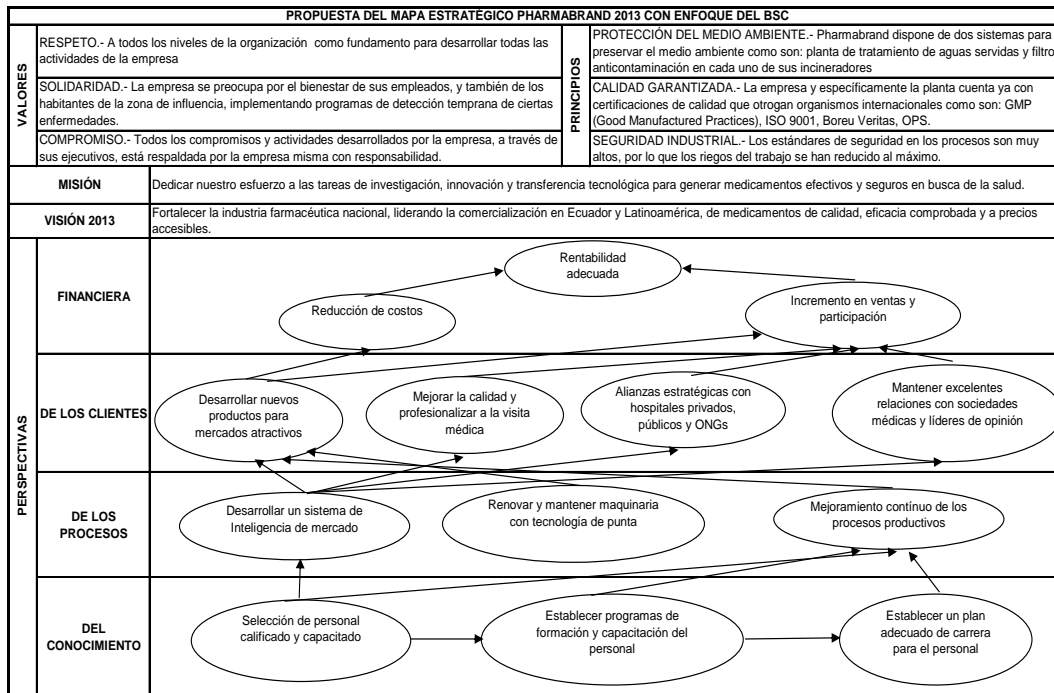 PROPUESTA DEL MAPA ESTRATÉGICO PHARMABRAND 2013 CON ENFOQUE DEL BSC
VALORES
RESPETO.- A todos los niveles de la organización como fundamento para desarrollar todas las
actividades de la empresa
SOLIDARIDAD.- La empresa se preocupa por el bienestar de sus empleados, y también de los
habitantes de la zona de influencia, implementando programas de detección temprana de ciertas
enfermedades.
COMPROMISO.- Todos los compromisos y actividades desarrollados por la empresa, a través de
sus ejecutivos, está respaldada por la empresa misma con responsabilidad.
PRINCIPIOS
PROTECCIÓN DEL MEDIO AMBIENTE.- Pharmabrand dispone de dos sistemas para
preservar el medio ambiente como son: planta de tratamiento de aguas servidas y filtro
anticontaminación en cada uno de sus incineradores
CALIDAD GARANTIZADA.- La empresa y específicamente la planta cuenta ya con
certificaciones de calidad que otrogan organismos internacionales como son: GMP
(Good Manufactured Practices), ISO 9001, Boreu Veritas, OPS.
SEGURIDAD INDUSTRIAL.- Los estándares de seguridad en los procesos son muy
altos, por lo que los riegos del trabajo se han reducido al máximo.
MISIÓN
Dedicar nuestro esfuerzo a las tareas de investigación, innovación y transferencia tecnológica para generar medicamentos efectivos y seguros en busca de la salud.
VISIÓN 2013
Fortalecer la industria farmacéutica nacional, liderando la comercialización en Ecuador y Latinoamérica, de medicamentos de calidad, eficacia comprobada y a precios
accesibles.
PERSPECTIVAS
FINANCIERA
Rentabilidad
adecuada
Reducción de costos
Incremento en ventas y
participación
DE LOS CLIENTES
Desarrollar nuevos
productos para
mercados atractivos
Mejorar la calidad y
profesionalizar a la visita
médica
Alianzas estratégicas con
hospitales privados,
públicos y ONGs
Mantener excelentes
relaciones con sociedades
médicas y líderes de opinión
DE LOS
PROCESOS
Desarrollar un sistema de
Inteligencia de mercado
Renovar y mantener maquinaria
con tecnología de punta
Mejoramiento contínuo de los
procesos productivos
DEL
CONOCIMIENTO
Selección de personal
calificado y capacitado
Establecer programas de
formación y capacitación del
personal
Establecer un plan
adecuado de carrera
para el personal